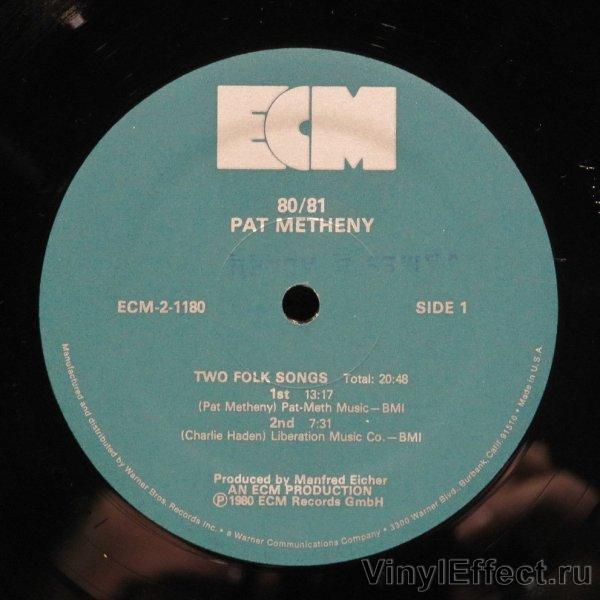 ECM
80/81
PAT METHENY
ECM-2-1180
SIDE 1
TWO FOLK SONGS Total: 20:48
1st 13:17
(Pat Metheny) Pat-Meth Music—BMI
2nd 7:31
(Charlie Haden) Liberation Music Co.—BMI
Produced by Manfred Eicher
AN ECM PRODUCTION
Ⓟ1980 ECM Records GmbH
Manufactured and distributed by Warner Bros. Records Inc. • a Warner Communications Company • 3300 Warner Blvd., Burbank, Calif. 91510 • Made in U.S.A.
VinylEffect.ru